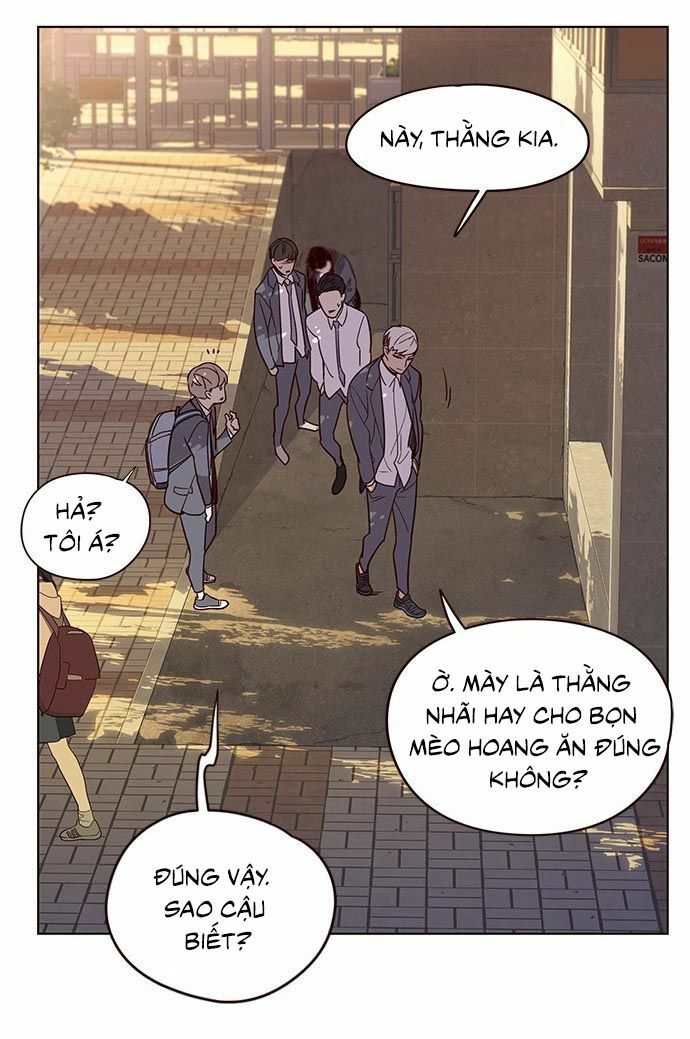 NÀY, THẰNG KIA.
HẢ?
TÔI Á?
SACOM
Ờ. MÀY LÀ THẰNG
NHÃI HAY CHO BỌN
MÈO HOANG ĂN ĐÚNG
KHÔNG?
ĐÚNG VẬY.
SAO CẬU
BIẾT?